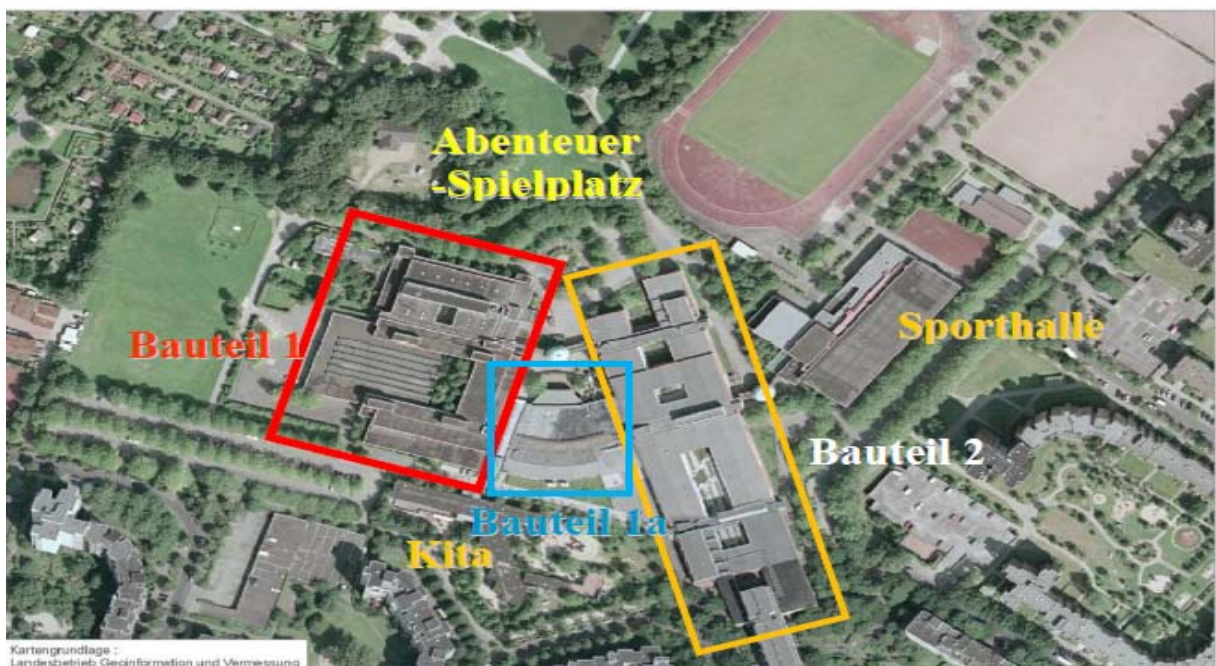 Abenteuer
-Spielplatz
Bauteil 1
Sporthalle
Bauteil 2
Bauteil 1a
Kita
Kartengrundlage :
Landesbetrieb Geoinformation und Vermessung